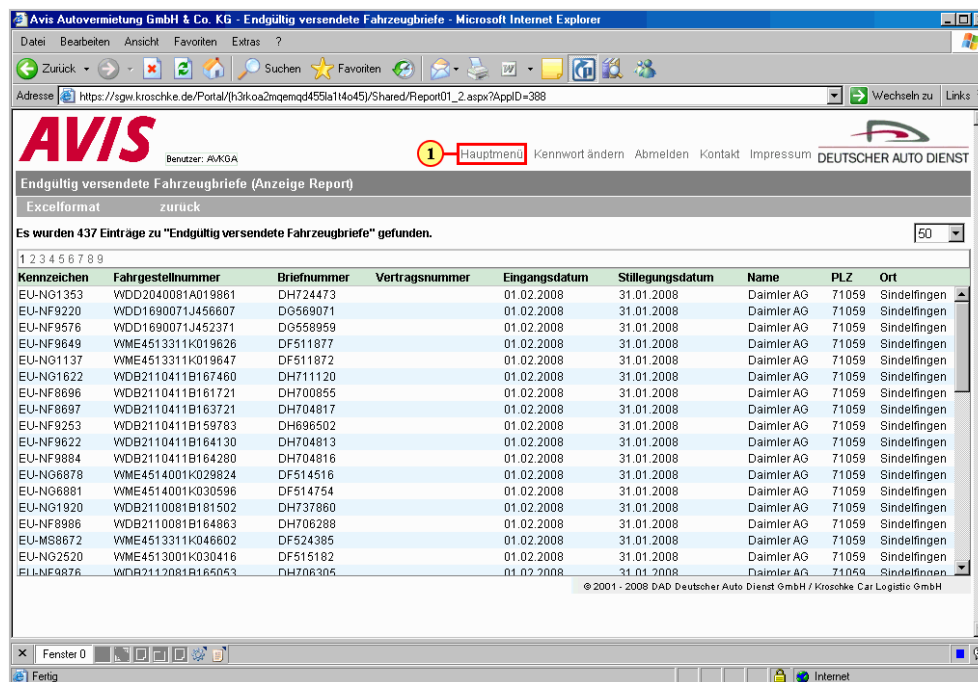 Avis Autovermietung GmbH & Co. KG - Endgültig versendete Fahrzeugbriefe - Microsoft Internet Explorer
Datei Bearbeiten Ansicht Favoriten Extras ?
Zurück Suchen Favoriten
Adresse https://sgw.kroschke.de/Portal/(h3rkoa2mqemqd455la1t4o45)/Shared/Report01_2.aspx?AppID=388 Wechseln zu Links
AVIS Benutzer: AVKGA
1 Hauptmenü Kennwort ändern Abmelden Kontakt Impressum DEUTSCHER AUTO DIENST
Endgültig versendete Fahrzeugbriefe (Anzeige Report)
Excelformat zurück
Es wurden 437 Einträge zu "Endgültig versendete Fahrzeugbriefe" gefunden. 50
1 2 3 4 5 6 7 8 9
Kennzeichen Fahrgestellnummer Briefnummer Vertragsnummer Eingangsdatum Stillegungsdatum Name PLZ Ort
EU-NG1353 WDD2040081A019861 DH724473 01.02.2008 31.01.2008 Daimler AG 71059 Sindelfingen
EU-NF9220 WDD1690071J456607 DG569071 01.02.2008 31.01.2008 Daimler AG 71059 Sindelfingen
EU-NF9576 WDD1690071J452371 DG558959 01.02.2008 31.01.2008 Daimler AG 71059 Sindelfingen
EU-NF9649 WME4513311K019626 DF511877 01.02.2008 31.01.2008 Daimler AG 71059 Sindelfingen
EU-NG1137 WME4513311K019647 DF511872 01.02.2008 31.01.2008 Daimler AG 71059 Sindelfingen
EU-NG1622 WDB2110411B167460 DH711120 01.02.2008 31.01.2008 Daimler AG 71059 Sindelfingen
EU-NF8696 WDB2110411B161721 DH700855 01.02.2008 31.01.2008 Daimler AG 71059 Sindelfingen
EU-NF8697 WDB2110411B163721 DH704817 01.02.2008 31.01.2008 Daimler AG 71059 Sindelfingen
EU-NF9253 WDB2110411B159783 DH696502 01.02.2008 31.01.2008 Daimler AG 71059 Sindelfingen
EU-NF9622 WDB2110411B164130 DH704813 01.02.2008 31.01.2008 Daimler AG 71059 Sindelfingen
EU-NF9884 WDB2110411B164280 DH704816 01.02.2008 31.01.2008 Daimler AG 71059 Sindelfingen
EU-NG6878 WME4514001K029824 DF514516 01.02.2008 31.01.2008 Daimler AG 71059 Sindelfingen
EU-NG6881 WME4514001K030596 DF514754 01.02.2008 31.01.2008 Daimler AG 71059 Sindelfingen
EU-NG1920 WDB2110081B181502 DH737860 01.02.2008 31.01.2008 Daimler AG 71059 Sindelfingen
EU-NF8986 WDB2110081B164863 DH706288 01.02.2008 31.01.2008 Daimler AG 71059 Sindelfingen
EU-MS8672 WME4513311K046602 DF524385 01.02.2008 31.01.2008 Daimler AG 71059 Sindelfingen
EU-NG2520 WME4513001K030416 DF515182 01.02.2008 31.01.2008 Daimler AG 71059 Sindelfingen
EU-NF9876 WDB2112081B165053 DH706305 01.02.2008 31.01.2008 Daimler AG 71059 Sindelfingen
© 2001 - 2008 DAD Deutscher Auto Dienst GmbH / Kroschke Car Logistic GmbH
Fenster 0
Fertig Internet